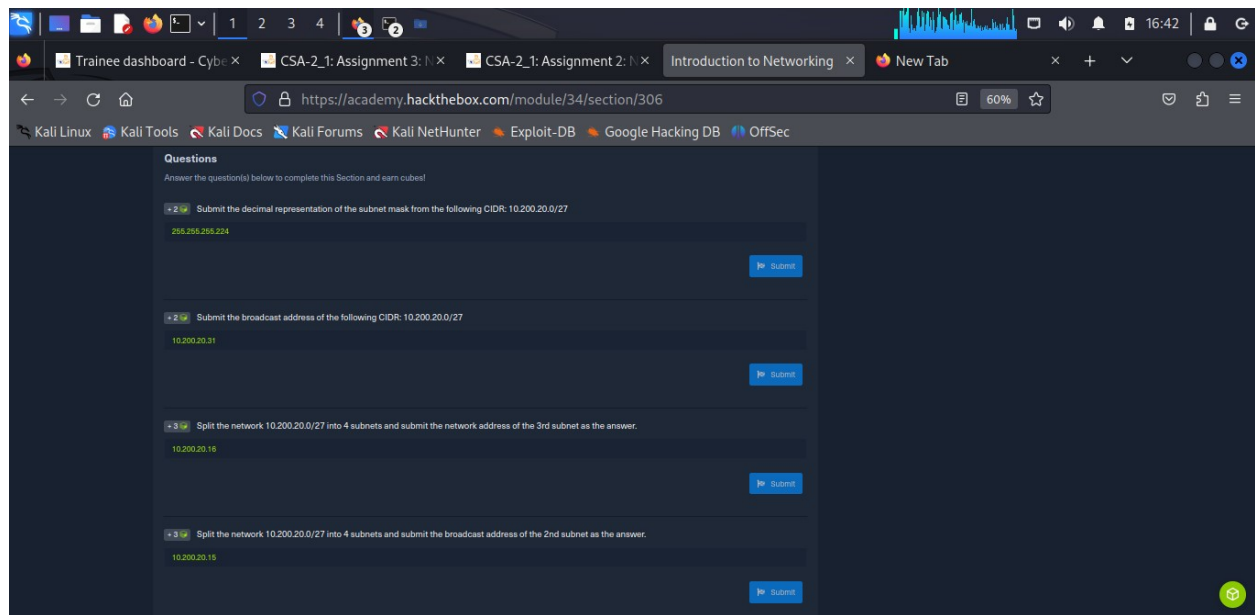 1 2 3 4 3 2 16:42
Trainee dashboard - Cybe CSA-2_1: Assignment 3: N CSA-2_1: Assignment 2: N Introduction to Networking New Tab
https://academy.hackthebox.com/module/34/section/306 60%
Kali Linux Kali Tools Kali Docs Kali Forums Kali NetHunter Exploit-DB Google Hacking DB OffSec
Questions
Answer the question(s) below to complete this Section and earn cubes!
+ 2 Submit the decimal representation of the subnet mask from the following CIDR: 10.200.20.0/27
255.255.255.224
Submit
+ 2 Submit the broadcast address of the following CIDR: 10.200.20.0/27
10.200.20.31
Submit
+ 3 Split the network 10.200.20.0/27 into 4 subnets and submit the network address of the 3rd subnet as the answer.
10.200.20.16
Submit
+ 3 Split the network 10.200.20.0/27 into 4 subnets and submit the broadcast address of the 2nd subnet as the answer.
10.200.20.15
Submit